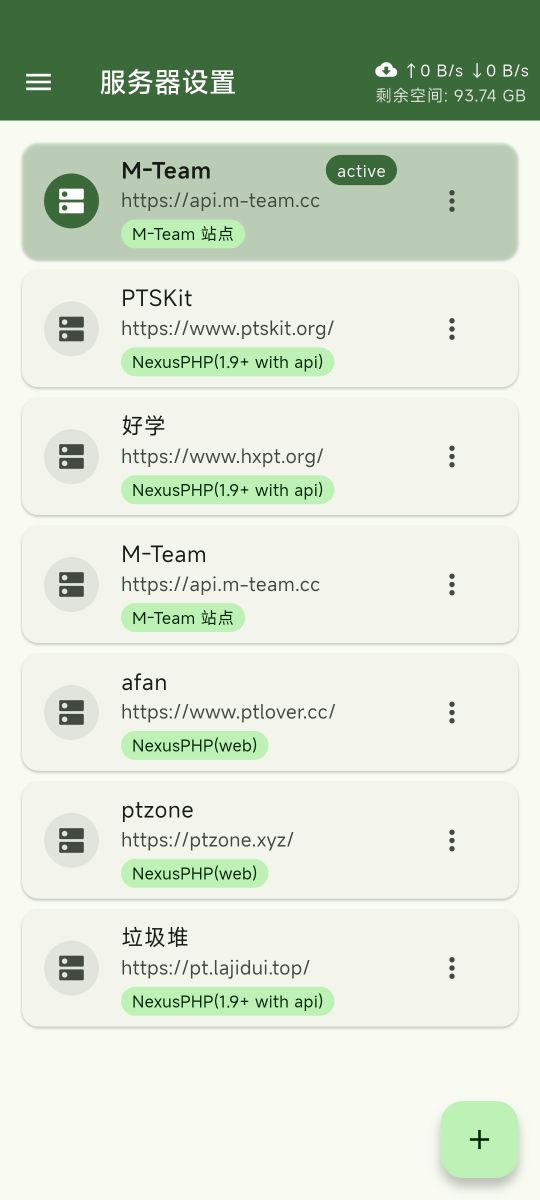 服务器设置
↑0 B/s ↓0 B/s
剩余空间: 93.74 GB
M-Team
active
https://api.m-team.cc
M-Team 站点
PTSKit
https://www.ptskit.org/
NexusPHP(1.9+ with api)
好学
https://www.hxpt.org/
NexusPHP(1.9+ with api)
M-Team
https://api.m-team.cc
M-Team 站点
afan
https://www.ptlover.cc/
NexusPHP(web)
ptzone
https://ptzone.xyz/
NexusPHP(web)
垃圾堆
https://pt.lajidui.top/
NexusPHP(1.9+ with api)